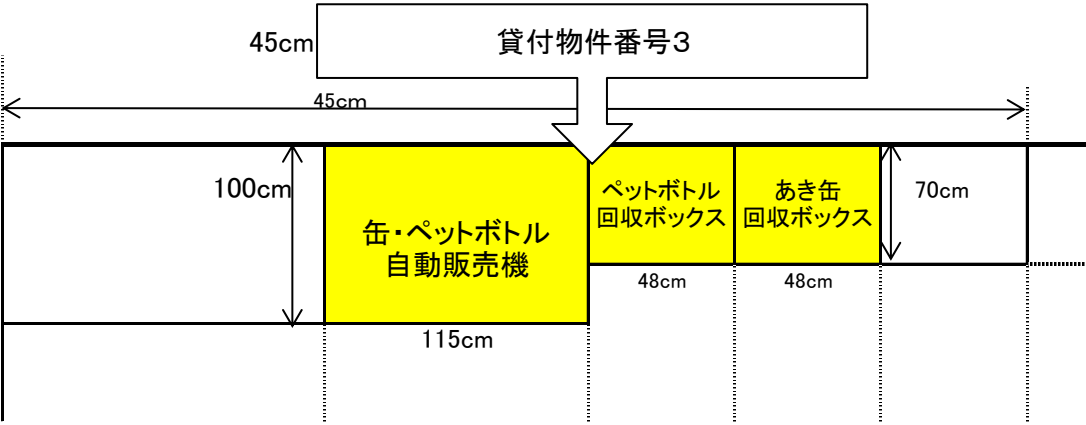 45cm
貸付物件番号3
45cm
100cm
缶・ペットボトル
自動販売機
ペットボトル
回収ボックス
あき缶
回収ボックス
70cm
48cm
48cm
115cm